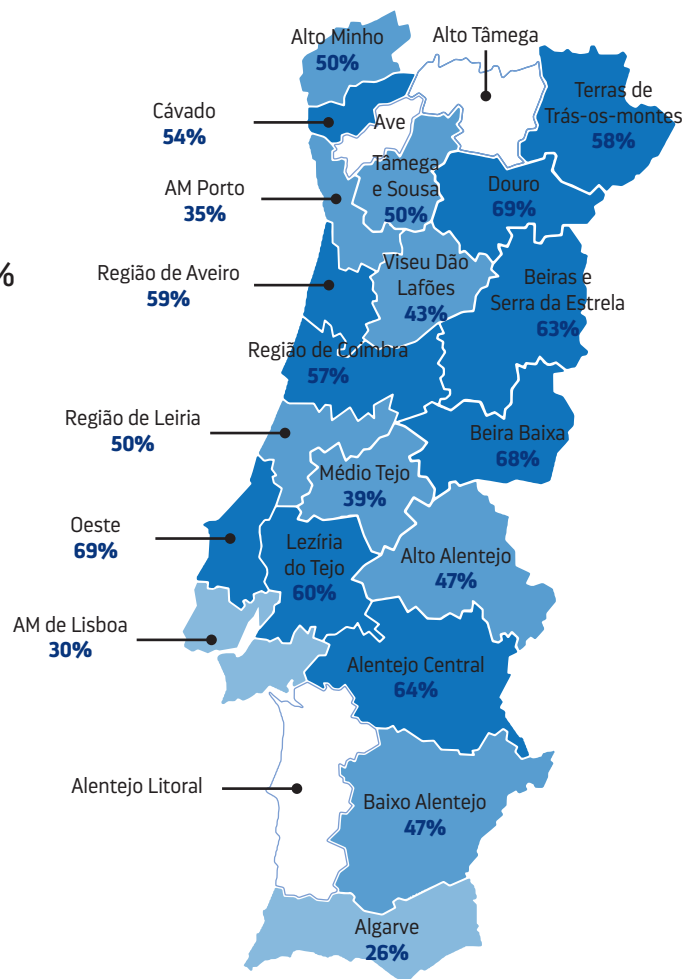 Alto Minho
50%
Alto Tâmega
Terras de
Trás-os-montes
58%
Cávado
54%
Ave
Tâmega
e Sousa
50%
Douro
69%
AM Porto
35%
%
Região de Aveiro
59%
Viseu Dão
Lafões
43%
Beiras e
Serra da Estrela
63%
Região de Coimbra
57%
Região de Leiria
50%
Beira Baixa
68%
Médio Tejo
39%
Oeste
69%
Lezíria
do Tejo
60%
Alto Alentejo
47%
AM de Lisboa
30%
Alentejo Central
64%
Alentejo Litoral
Baixo Alentejo
47%
Algarve
26%